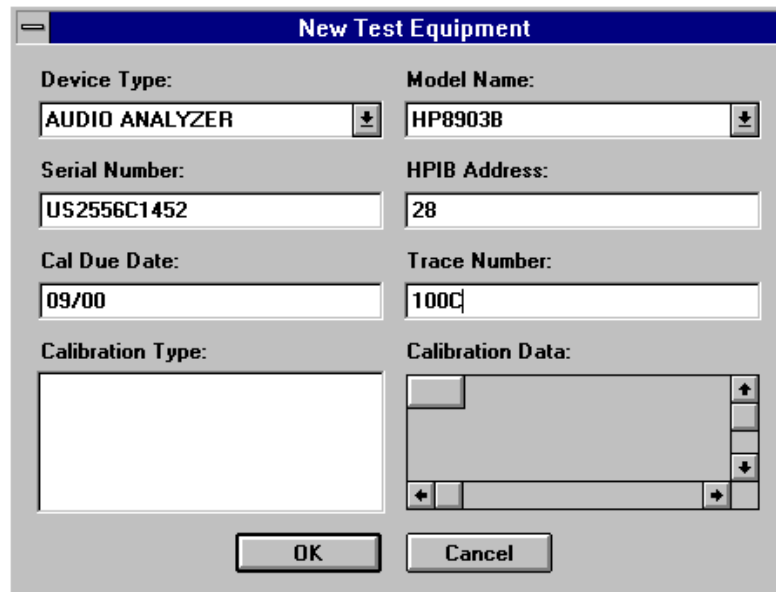 New Test Equipment
Device Type:
Model Name:
AUDIO ANALYZER
HP8903B
Serial Number:
HPIB Address:
US2556C1452
28
Cal Due Date:
Trace Number:
09/00
100C
Calibration Type:
Calibration Data:
OK
Cancel